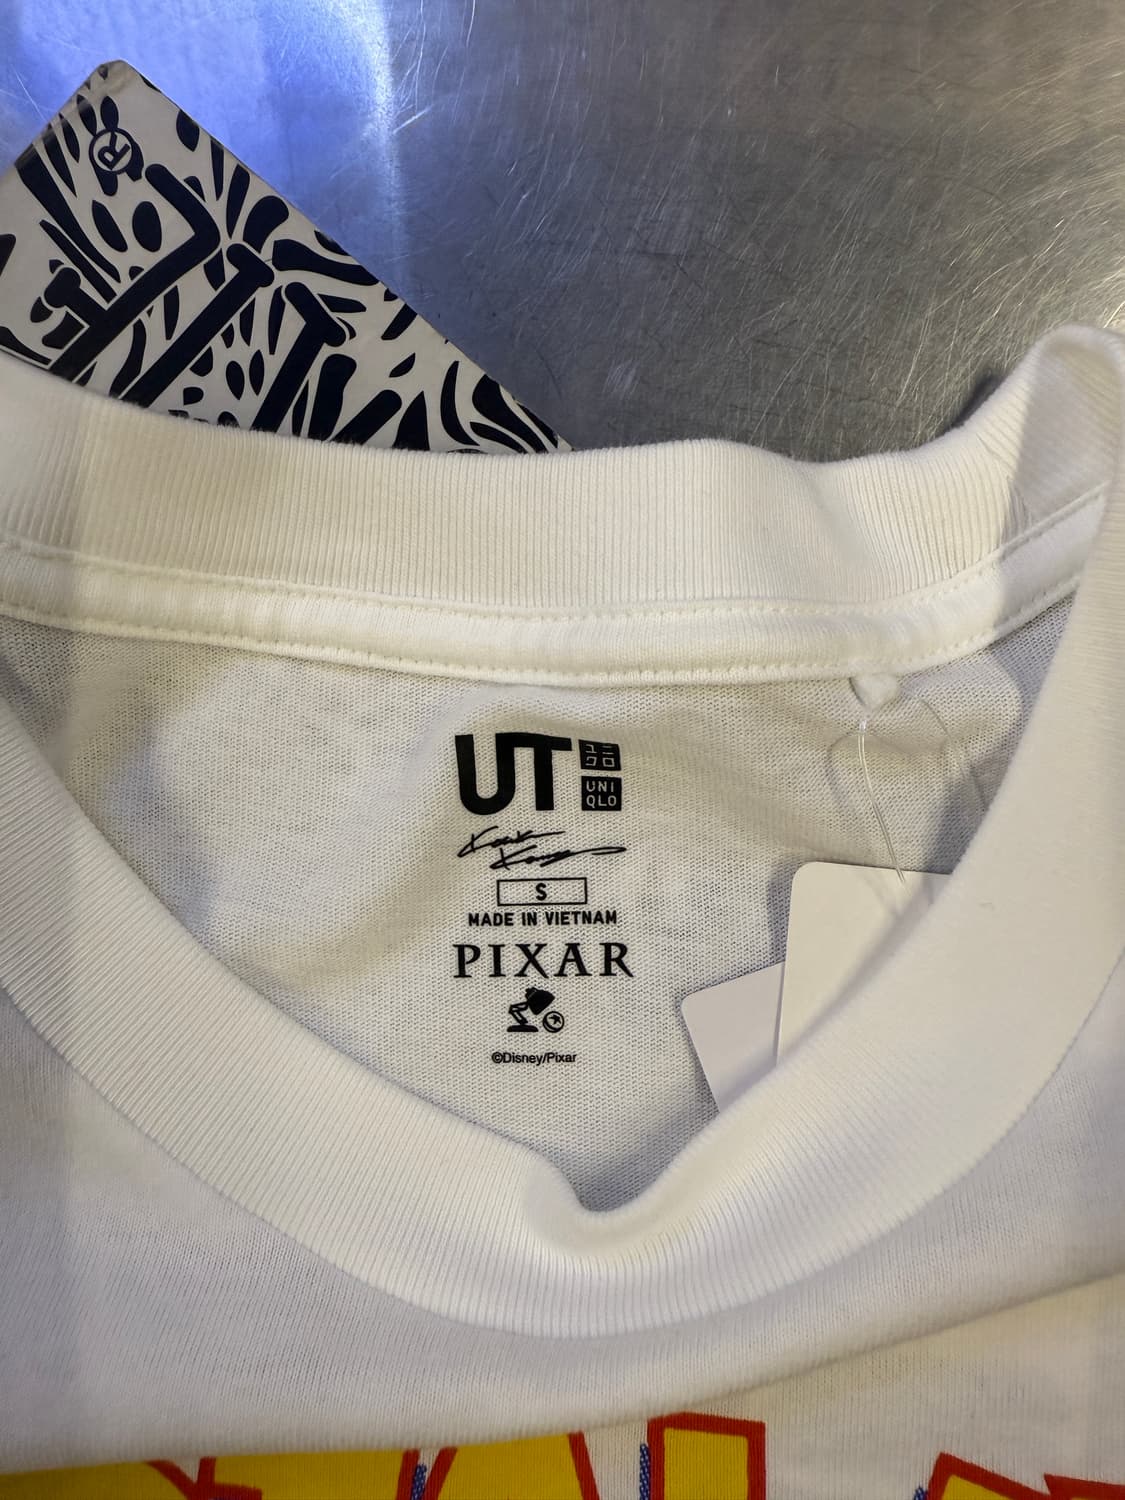 ®
UT
ユニ
クロ
UNI
QLO
S
MADE IN VIETNAM
PIXAR
©Disney/Pixar